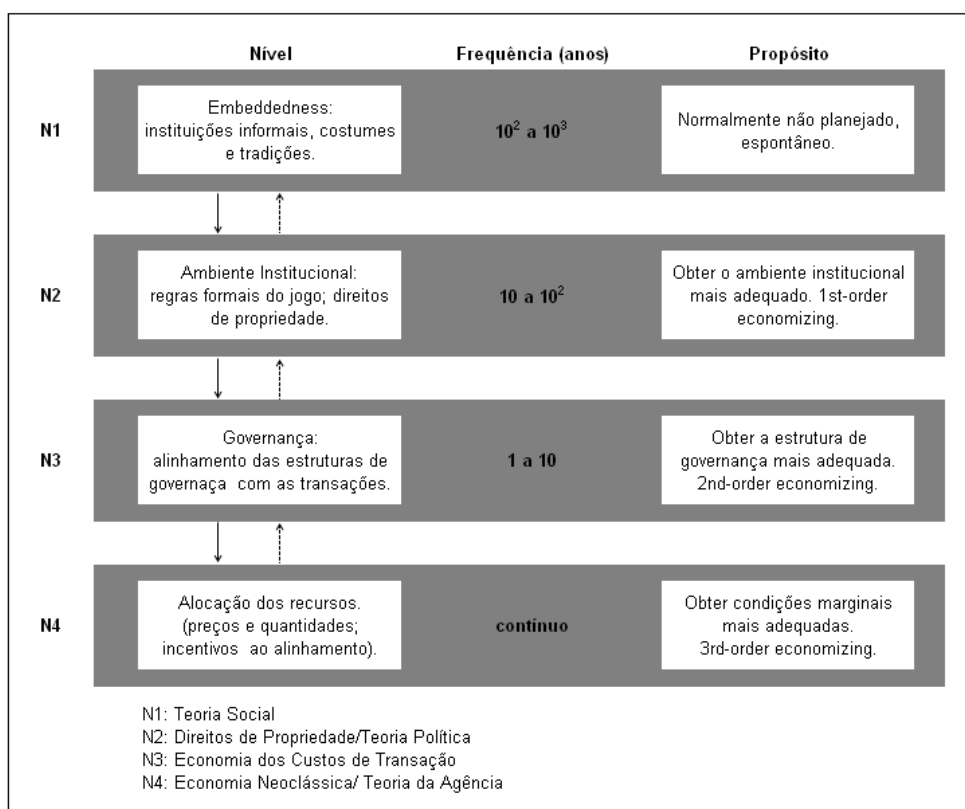 Nível Frequência (anos) Propósito
N1
Embeddedness:
instituições informais, costumes
e tradições.
10² a 10³
Normalmente não planejado,
espontâneo.
N2
Ambiente Institucional:
regras formais do jogo; direitos
de propriedade.
10 a 10²
Obter o ambiente institucional
mais adequado. 1st-order
economizing.
N3
Governança:
alinhamento das estruturas de
governaça com as transações.
1 a 10
Obter a estrutura de
governança mais adequada.
2nd-order economizing.
N4
Alocação dos recursos.
(preços e quantidades;
incentivos ao alinhamento).
contínuo
Obter condições marginais
mais adequadas.
3rd-order economizing.
N1: Teoria Social
N2: Direitos de Propriedade/Teoria Política
N3: Economia dos Custos de Transação
N4: Economia Neoclássica/ Teoria da Agência